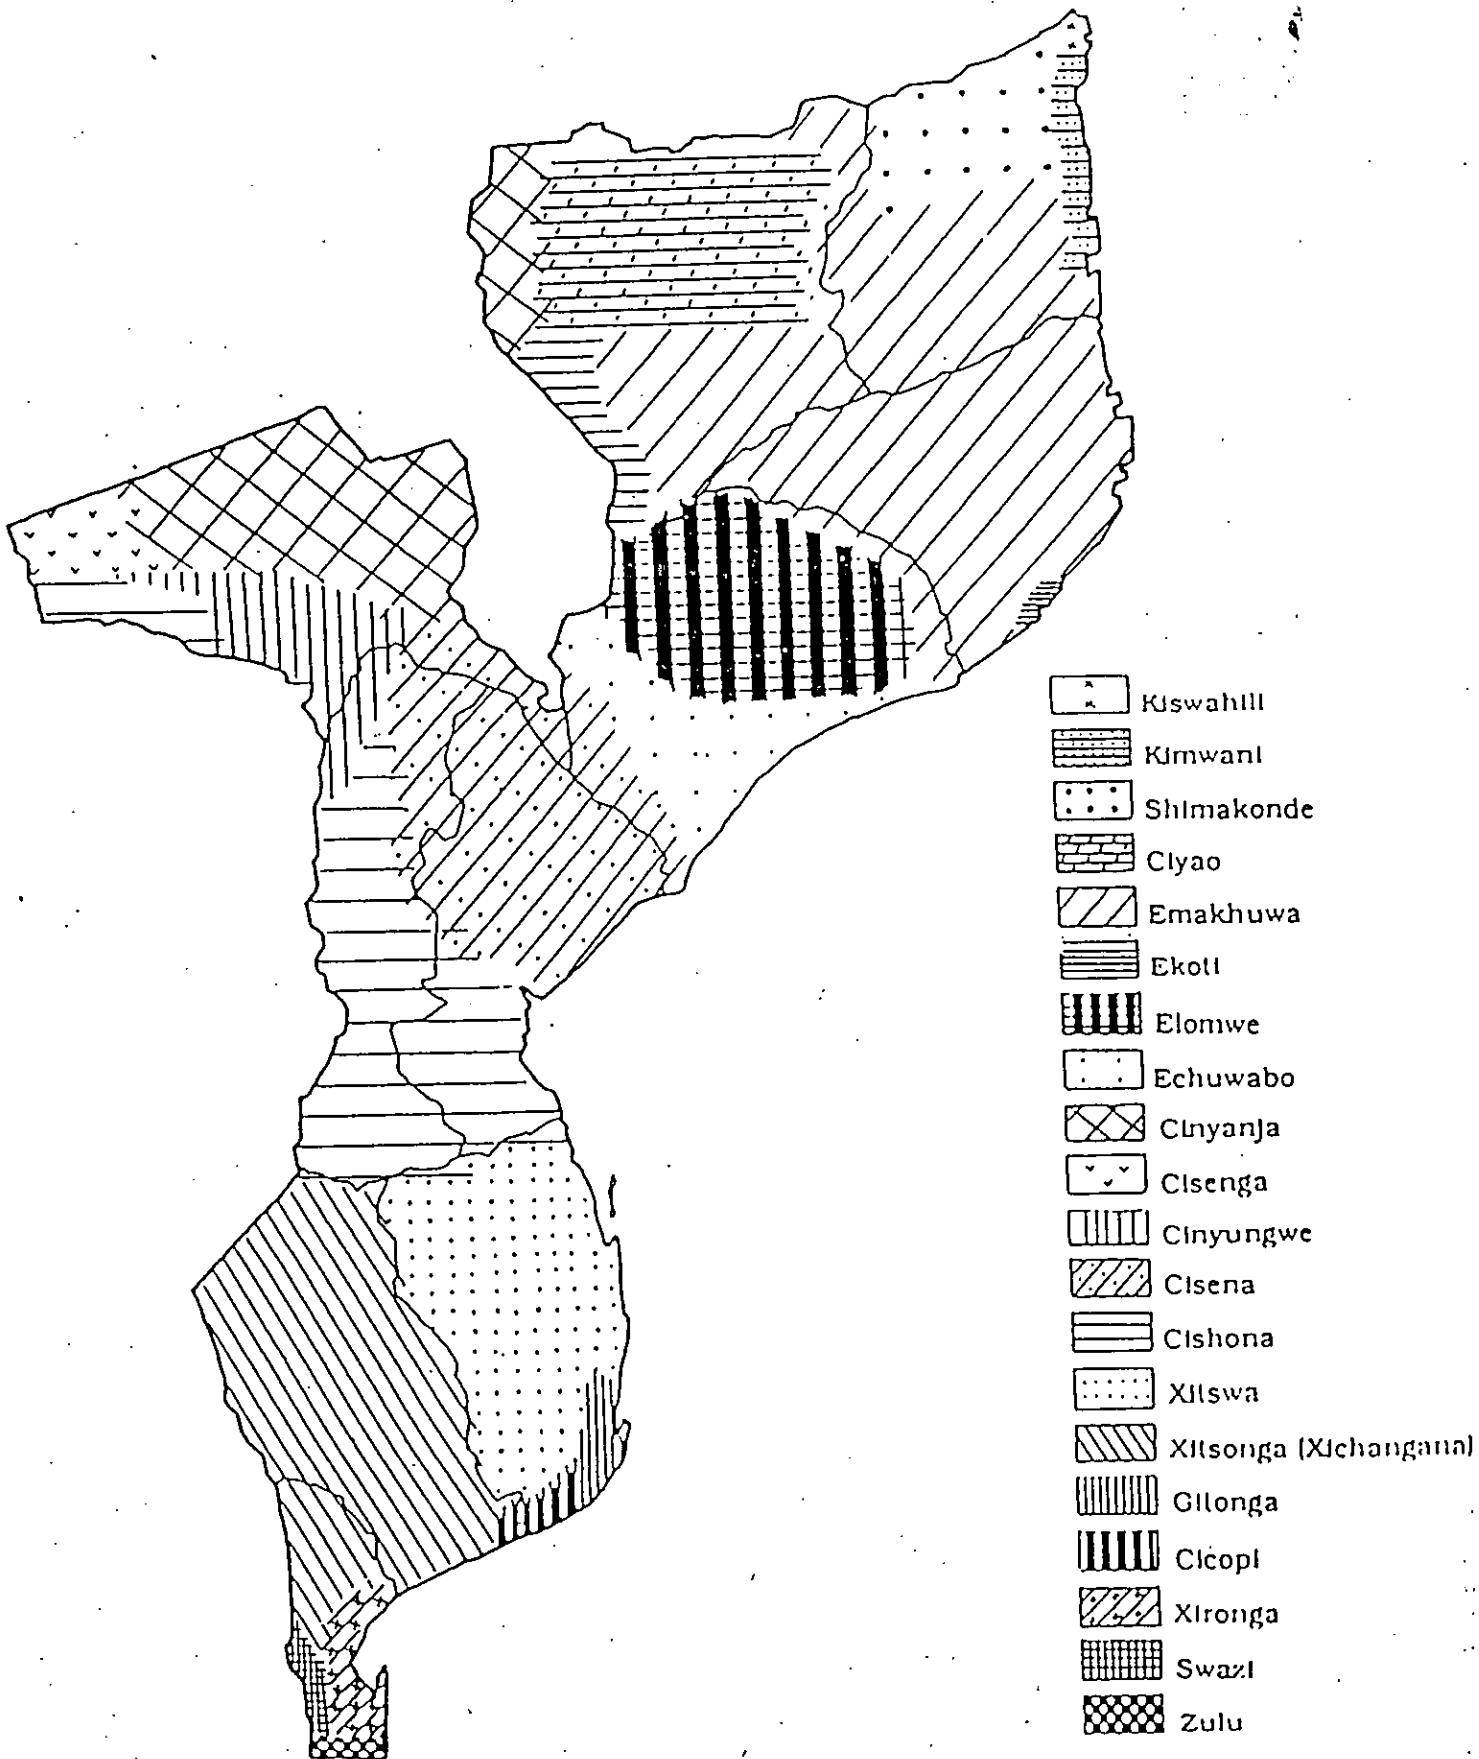 Kiswahili
Kimwani
Shimakonde
Ciyao
Emakhuwa
Ekoti
Elomwe
Echuwabo
Cinyanja
Cisenga
Cinyungwe
Cisena
Cishona
Xitswa
Xitsonga (Xichangana)
Gitonga
Cicopi
Xironga
Swazi
Zulu